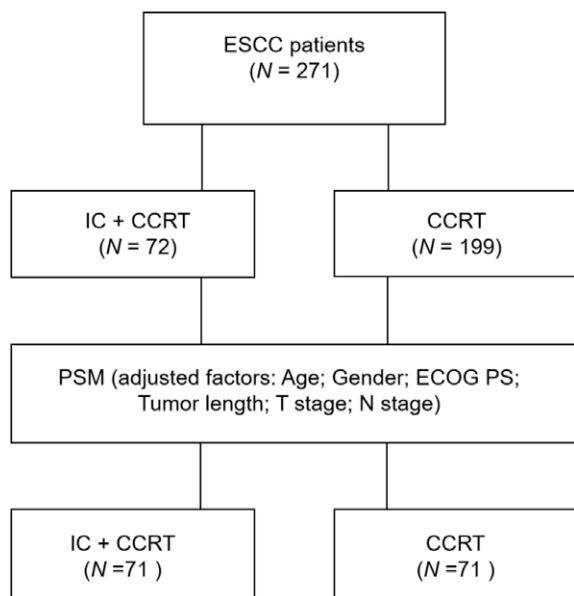 ESCC patients
(N = 271)
IC + CCRT
(N = 72)
CCRT
(N = 199)
PSM (adjusted factors: Age; Gender; ECOG PS;
Tumor length; T stage; N stage)
IC + CCRT
(N =71 )
CCRT
(N =71 )